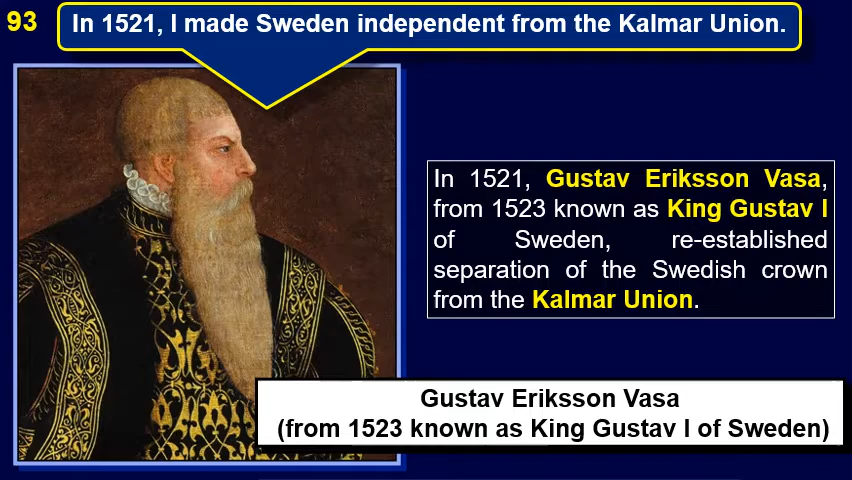 93
In 1521, I made Sweden independent from the Kalmar Union.
In 1521, Gustav Eriksson Vasa,
from 1523 known as King Gustav I
of Sweden, re-established
separation of the Swedish crown
from the Kalmar Union.
Gustav Eriksson Vasa
(from 1523 known as King Gustav I of Sweden)